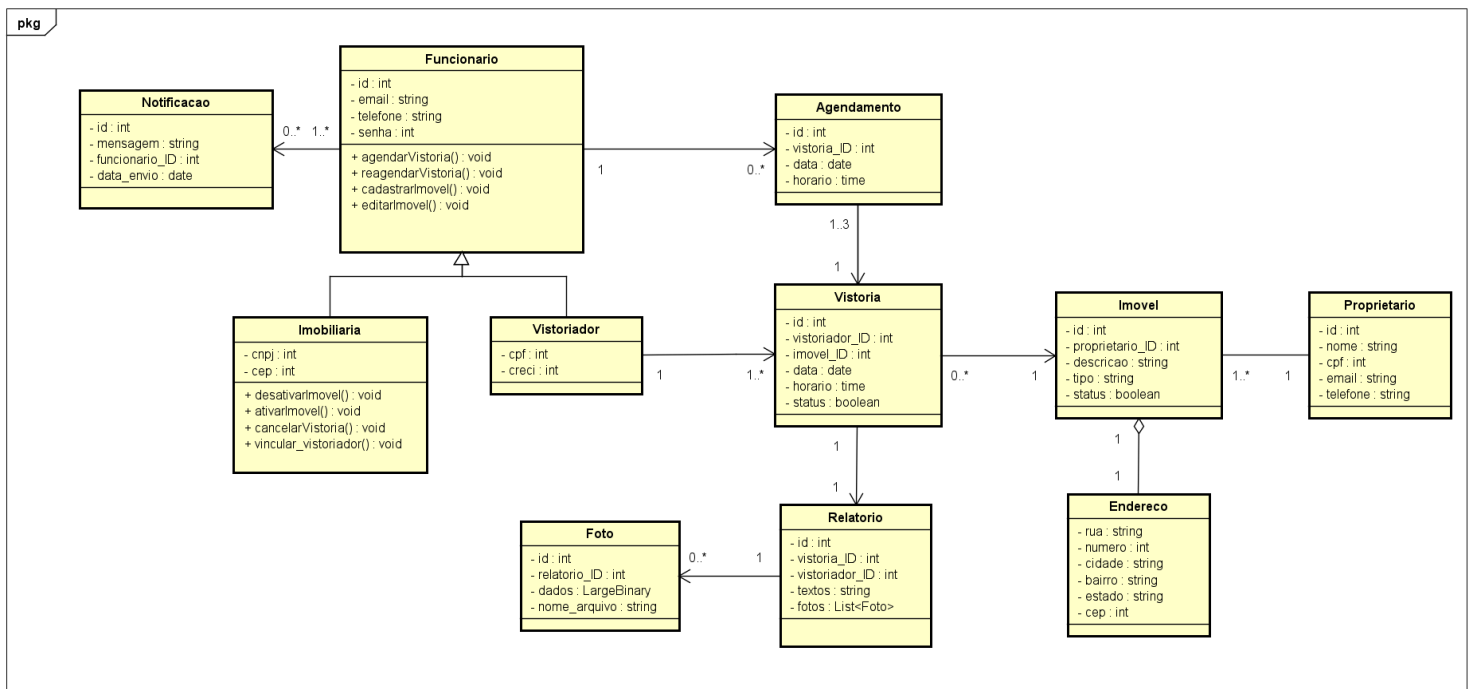 pkg
Funcionario
- id : int
- email : string
- telefone : string
- senha : int
+ agendarVistoria() : void
+ reagendarVistoria() : void
+ cadastrarImovel() : void
+ editarImovel() : void
Notificacao
- id : int
- mensagem : string
- funcionario_ID : int
- data_envio : date
0..*
1..*
1
0..*
Agendamento
- id : int
- vistoria_ID : int
- data : date
- horario : time
1..3
1
Imobiliaria
- cnpj : int
- cep : int
+ desativarImovel() : void
+ ativarImovel() : void
+ cancelarVistoria() : void
+ vincular_vistoriador() : void
Vistoriador
- cpf : int
- creci : int
1
1..*
Vistoria
- id : int
- vistoriador_ID : int
- imovel_ID : int
- data : date
- horario : time
- status : boolean
0..*
1
Imovel
- id : int
- proprietario_ID : int
- descricao : string
- tipo : string
- status : boolean
1..*
1
Proprietario
- id : int
- nome : string
- cpf : int
- email : string
- telefone : string
1
1
1
1
Foto
- id : int
- relatorio_ID : int
- dados : LargeBinary
- nome_arquivo : string
0..*
1
Relatorio
- id : int
- vistoria_ID : int
- vistoriador_ID : int
- textos : string
- fotos : List<Foto>
Endereco
- rua : string
- numero : int
- cidade : string
- bairro : string
- estado : string
- cep : int